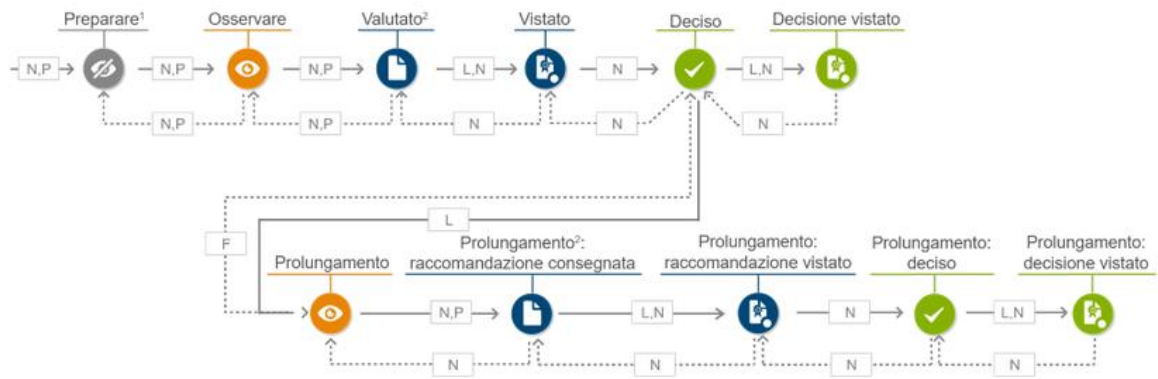 Preparare¹ Osservare Valutato² Vistato Deciso Decisione vistato
N,P N,P N,P L,N N L,N
N,P N,P N N N
L
F
Prolungamento Prolungamento²: raccomandazione consegnata Prolungamento: raccomandazione vistato Prolungamento: deciso Prolungamento: decisione vistato
N,P L,N N L,N
N N N N